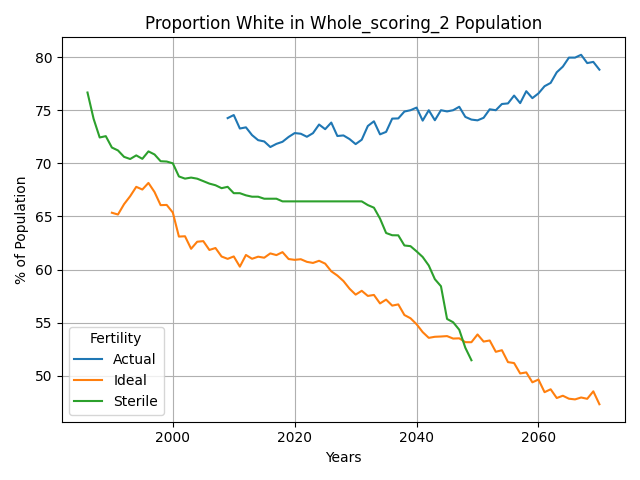 Proportion White in Whole_scoring_2 Population
% of Population
80
75
70
65
60
55
50
Fertility
Actual
Ideal
Sterile
2000
2020
2040
2060
Years